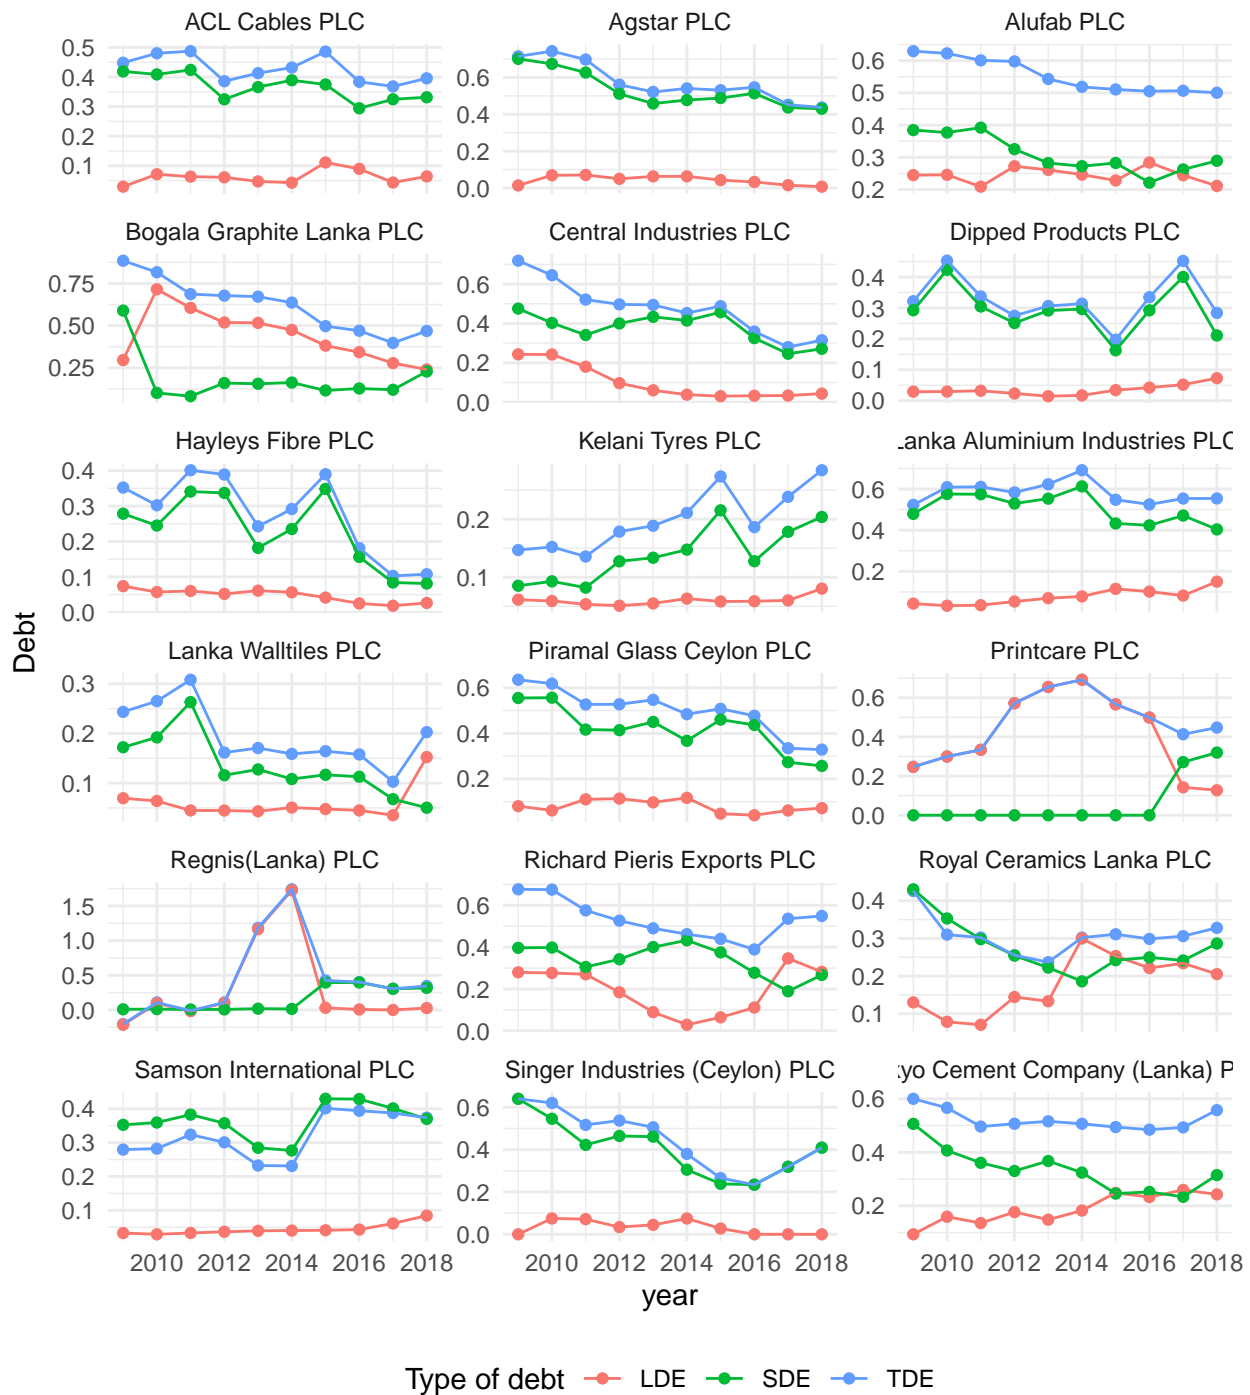 ACL Cables PLC
Agstar PLC
Alufab PLC
0.5
0.4
0.3
0.2
0.1
0.6
0.4
0.2
0.0
0.6
0.5
0.4
0.3
0.2
Bogala Graphite Lanka PLC
Central Industries PLC
Dipped Products PLC
0.75
0.50
0.25
0.6
0.4
0.2
0.0
0.4
0.3
0.2
0.1
0.0
Hayleys Fibre PLC
Kelani Tyres PLC
Lanka Aluminium Industries PLC
0.4
0.3
0.2
0.1
0.0
0.2
0.1
0.6
0.4
0.2
Debt
Lanka Walltiles PLC
Piramal Glass Ceylon PLC
Printcare PLC
0.3
0.2
0.1
0.6
0.4
0.2
0.6
0.4
0.2
0.0
Regnis(Lanka) PLC
Richard Pieris Exports PLC
Royal Ceramics Lanka PLC
1.5
1.0
0.5
0.0
0.6
0.4
0.2
0.0
0.4
0.3
0.2
0.1
Samson International PLC
Singer Industries (Ceylon) PLC
yo Cement Company (Lanka) P
0.4
0.3
0.2
0.1
0.6
0.4
0.2
0.0
0.6
0.4
0.2
2010 2012 2014 2016 2018
2010 2012 2014 2016 2018
2010 2012 2014 2016 2018
year
Type of debt LDE SDE TDE